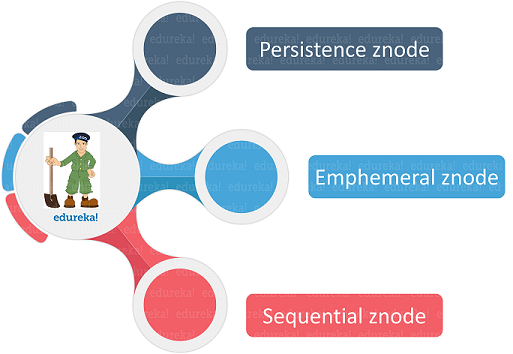 Persistence znode
Emphemeral znode
edureka!
Sequential znode